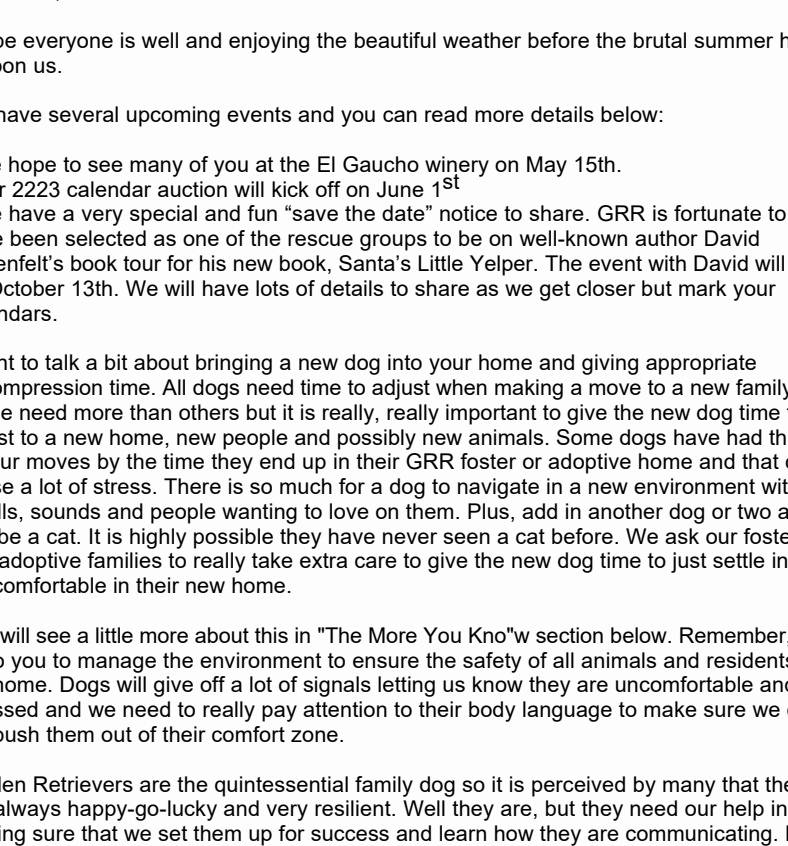 be everyone is well and enjoying the beautiful weather before the brutal summer h
on us.
have several upcoming events and you can read more details below:
e hope to see many of you at the El Gaucho winery on May 15th.
r 2223 calendar auction will kick off on June 1st
e have a very special and fun “save the date” notice to share. GRR is fortunate to
e been selected as one of the rescue groups to be on well-known author David
enfelt’s book tour for his new book, Santa’s Little Yelper. The event with David will
October 13th. We will have lots of details to share as we get closer but mark your
ndars.
nt to talk a bit about bringing a new dog into your home and giving appropriate
ompression time. All dogs need time to adjust when making a move to a new family
e need more than others but it is really, really important to give the new dog time
st to a new home, new people and possibly new animals. Some dogs have had th
ur moves by the time they end up in their GRR foster or adoptive home and that
se a lot of stress. There is so much for a dog to navigate in a new environment wit
lls, sounds and people wanting to love on them. Plus, add in another dog or two a
be a cat. It is highly possible they have never seen a cat before. We ask our foste
adoptive families to really take extra care to give the new dog time to just settle in
comfortable in their new home.
will see a little more about this in "The More You Kno"w section below. Remember,
o you to manage the environment to ensure the safety of all animals and residents
home. Dogs will give off a lot of signals letting us know they are uncomfortable and
ssed and we need to really pay attention to their body language to make sure we
push them out of their comfort zone.
den Retrievers are the quintessential family dog so it is perceived by many that the
always happy-go-lucky and very resilient. Well they are, but they need our help in
ing sure that we set them up for success and learn how they are communicating.